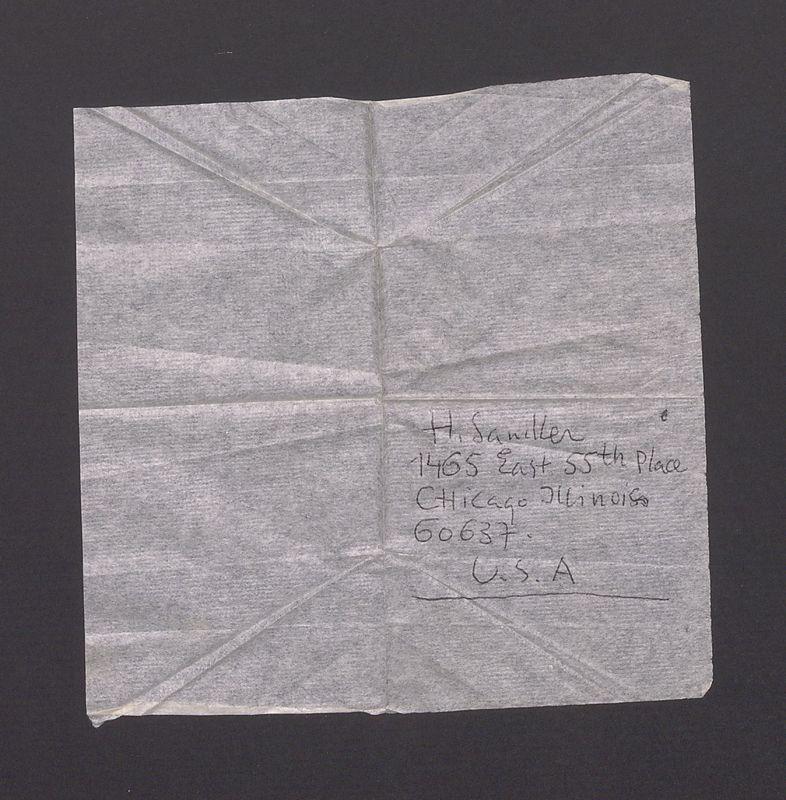 H. Sandler
1465 East 55th Place
CHicago Illinois
60637.
U.S.A